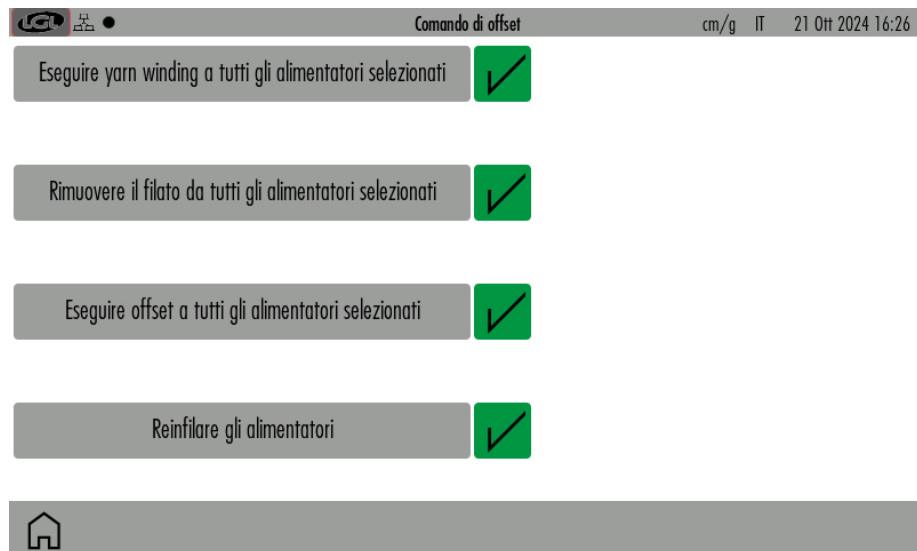 LGL Comando di offset cm/g IT 21 Ott 2024 16:26
Eseguire yarn winding a tutti gli alimentatori selezionati
Rimuovere il filato da tutti gli alimentatori selezionati
Eseguire offset a tutti gli alimentatori selezionati
Reinfilare gli alimentatori